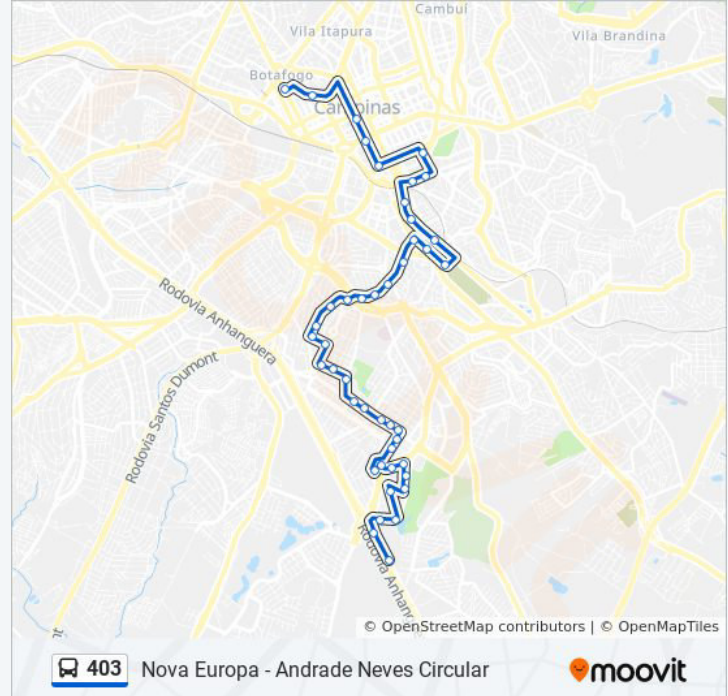 Cambuí
Vila Itapura
Vila Brandina
Botafogo
Campinas
Rodovia Anhanguera
Rodovia Santos Dumont
Rodovia Anhang
nt
© OpenStreetMap contributors | © OpenMapTiles
403 Nova Europa - Andrade Neves Circular
moovit